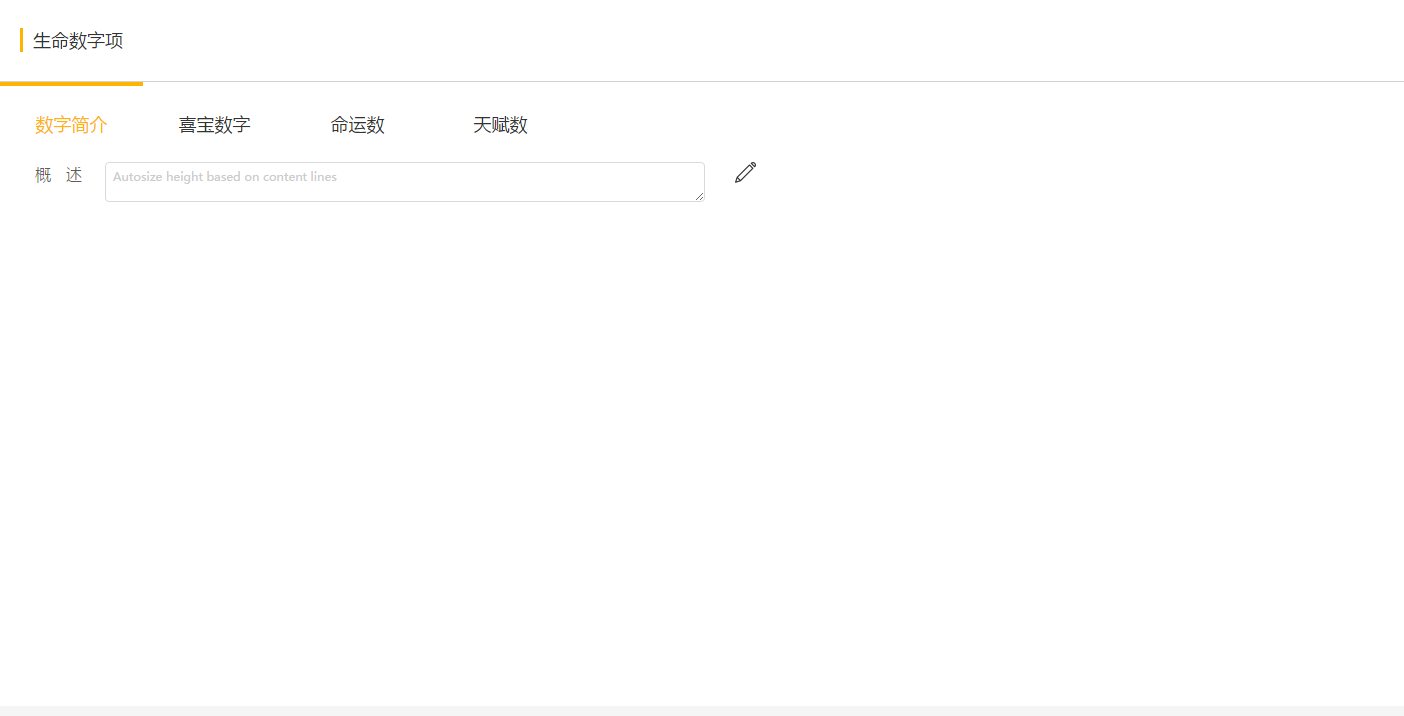 生命数字项
数字简介 喜宝数字 命运数 天赋数
概 述 Autosize height based on content lines